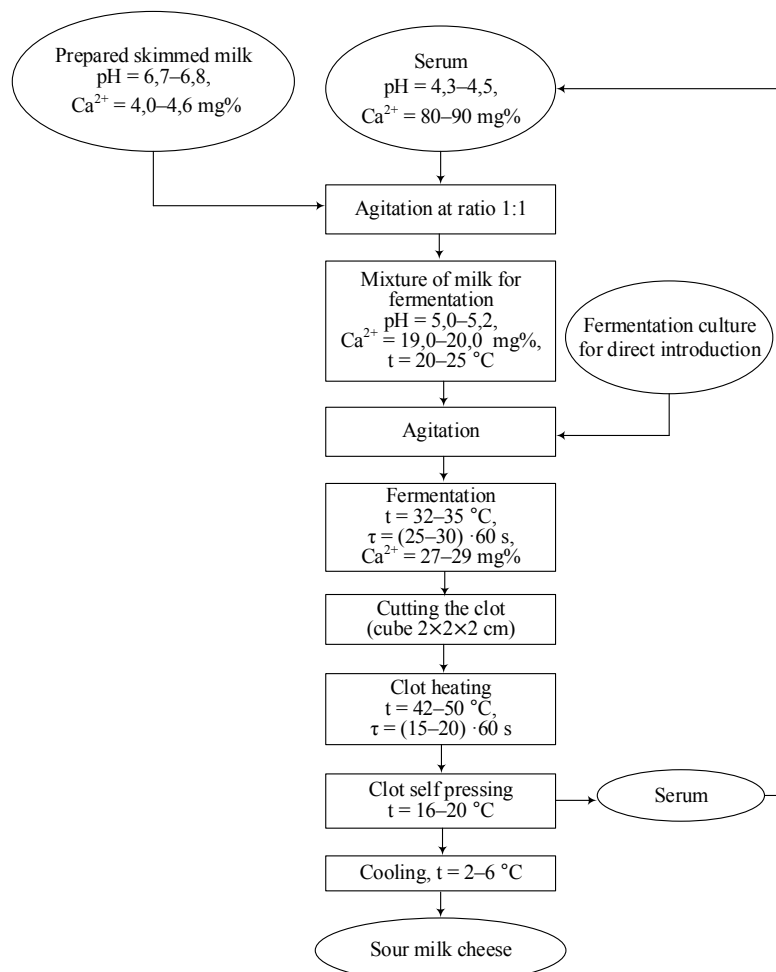 Prepared skimmed milk
pH = 6,7–6,8,
Ca²⁺ = 4,0–4,6 mg%
Serum
pH = 4,3–4,5,
Ca²⁺ = 80–90 mg%
Agitation at ratio 1:1
Mixture of milk for
fermentation
pH = 5,0–5,2,
Ca²⁺ = 19,0–20,0 mg%,
t = 20–25 °C
Fermentation culture
for direct introduction
Agitation
Fermentation
t = 32–35 °C,
τ = (25–30) ·60 s,
Ca²⁺ = 27–29 mg%
Cutting the clot
(cube 2×2×2 cm)
Clot heating
t = 42–50 °C,
τ = (15–20) ·60 s
Clot self pressing
t = 16–20 °C
Serum
Cooling, t = 2–6 °C
Sour milk cheese